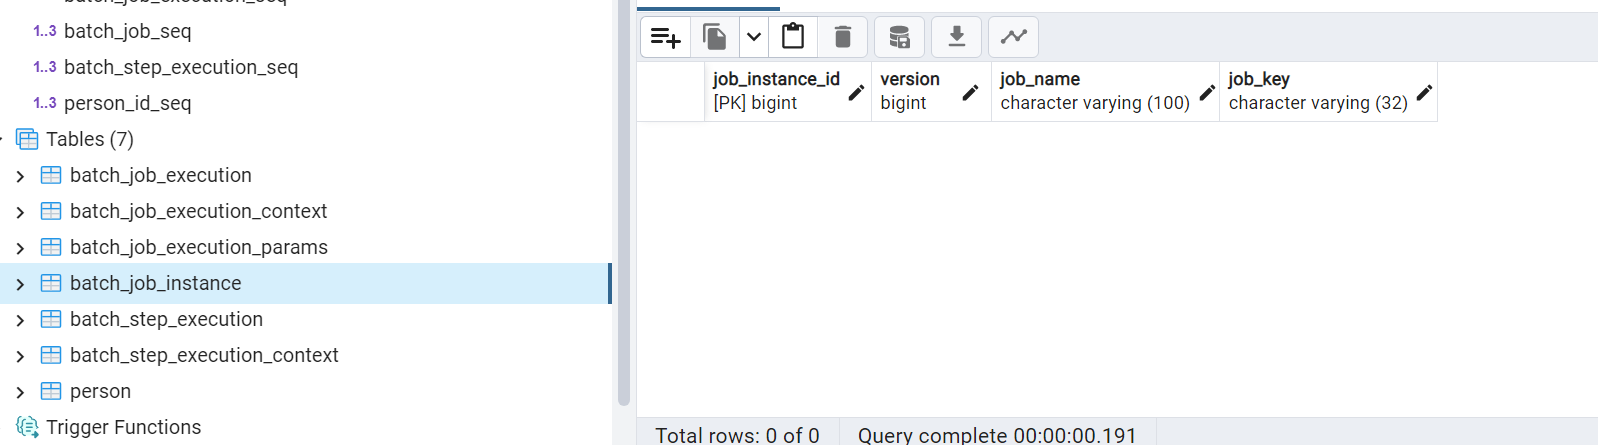 batch_job_execution_seq
1..3 batch_job_seq
1..3 batch_step_execution_seq
1..3 person_id_seq
Tables (7)
batch_job_execution
batch_job_execution_context
batch_job_execution_params
batch_job_instance
batch_step_execution
batch_step_execution_context
person
Trigger Functions
job_instance_id version job_name job_key
[PK] bigint bigint character varying (100) character varying (32)
Total rows: 0 of 0 Query complete 00:00:00.191